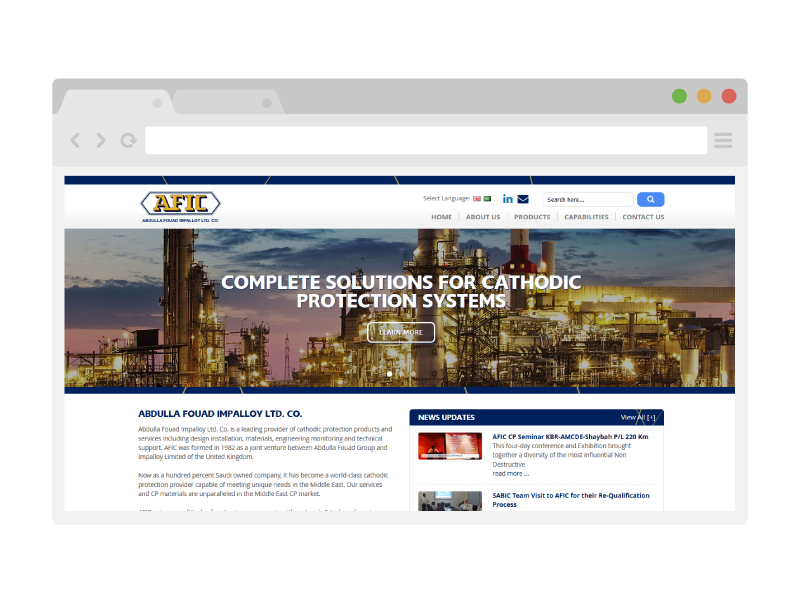 AFIC
ABDULLA FOUAD IMPALLOY LTD. CO.
Select Language:
in
Search here...
HOME
ABOUT US
PRODUCTS
CAPABILITIES
CONTACT US
COMPLETE SOLUTIONS FOR CATHODIC
PROTECTION SYSTEMS
LEARN MORE
ABDULLA FOUAD IMPALLOY LTD. CO.
Abdulla Fouad Impalloy Ltd. Co. is a leading provider of cathodic protection products and
services including design installation, materials, engineering monitoring and technical
support. AFIC was formed in 1982 as a joint venture between Abdulla Fouad Group and
Impalloy Limited of the United Kingdom.
Now as a hundred percent Saudi owned company, it has become a world-class cathodic
protection provider capable of meeting unique needs in the Middle East. Our services
and CP materials are unparalleled in the Middle East CP market.
NEWS UPDATES
View All [+]
AFIC CP Seminar KBR-AMCDE-Shaybah P/L 220 Km
This four-day conference and Exhibition brought
together a diversity of the most influential Non
Destructive
read more ...
SABIC Team Visit to AFIC for their Re-Qualification
Process